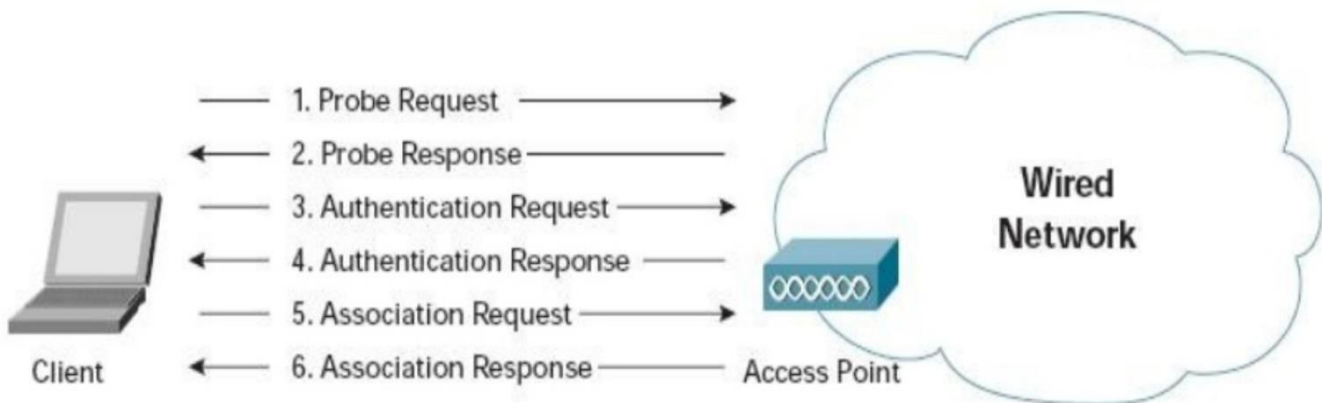 1. Probe Request
2. Probe Response
3. Authentication Request
4. Authentication Response
5. Association Request
6. Association Response
Client
Access Point
Wired
Network